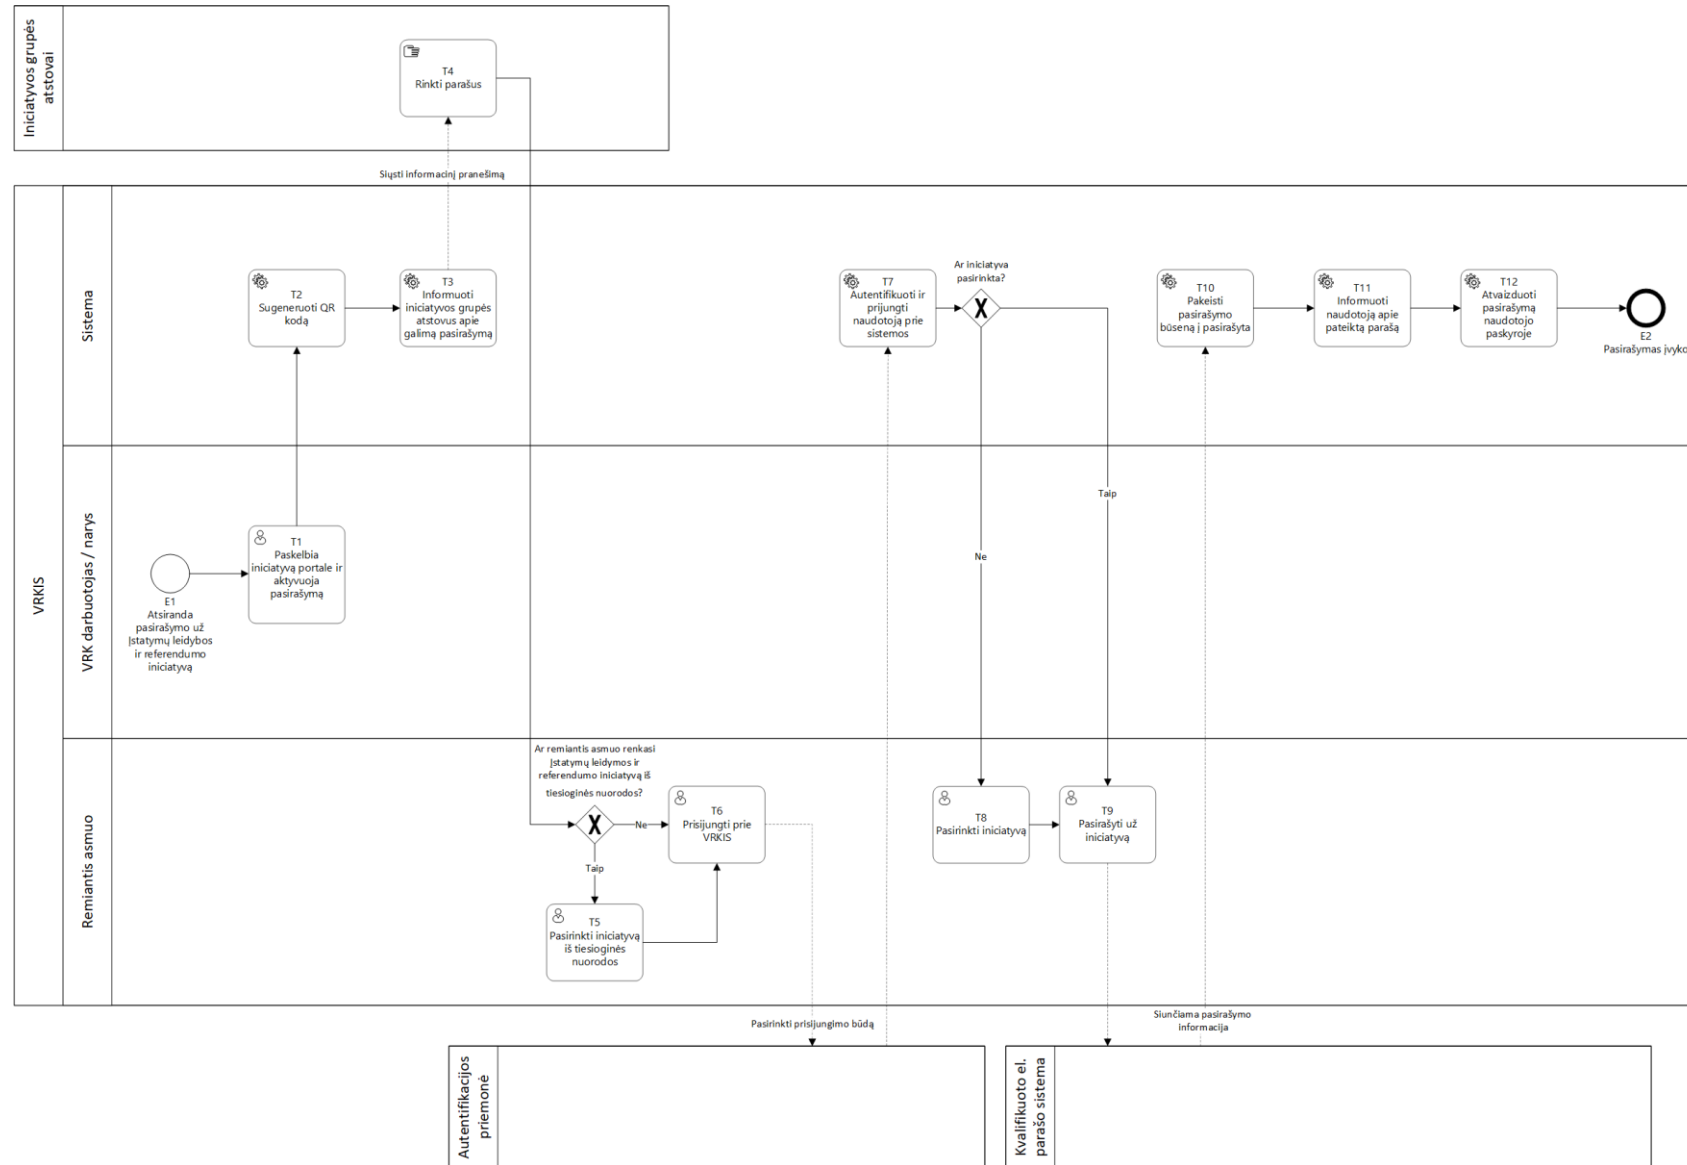 Iniciatyvos grupės
atstovai
T4
Rinkti parašus
Siųsti informacinį pranešimą
VRKIS
Sistema
T2
Sugeneruoti QR
kodą
T3
Informuoti
iniciatyvos grupės
atstovus apie
galimą pasirašymą
T7
Autentifikuoti ir
prijungti
naudotoją prie
sistemos
Ar iniciatyva
pasirinkta?
T10
Pakeisti
pasirašymo
būseną į pasirašyta
T11
Informuoti
naudotoją apie
pateiktą parašą
T12
Atvaizduoti
pasirašymą
naudotojo
paskyroje
E2
Pasirašymas įvyko
VRK darbuotojas / narys
E1
Atsiranda
pasirašymo už
Įstatymų leidybos
ir referendumo
iniciatyvą
T1
Paskelbia
iniciatyvą portale ir
aktyvuoja
pasirašymą
Ne
Taip
Remiantis asmuo
Ar remiantis asmuo renkasi
Įstatymų leidymos ir
referendumo iniciatyvą iš
tiesioginės nuorodos?
Ne
Taip
T5
Pasirinkti iniciatyvą
iš tiesioginės
nuorodos
T6
Prisijungti prie
VRKIS
T8
Pasirinkti iniciatyvą
T9
Pasirašyti už
iniciatyvą
Pasirinkti prisijungimo būdą
Siunčiama pasirašymo
informacija
Autentifikacijos
priemonė
Kvalifikuoto el.
parašo sistema